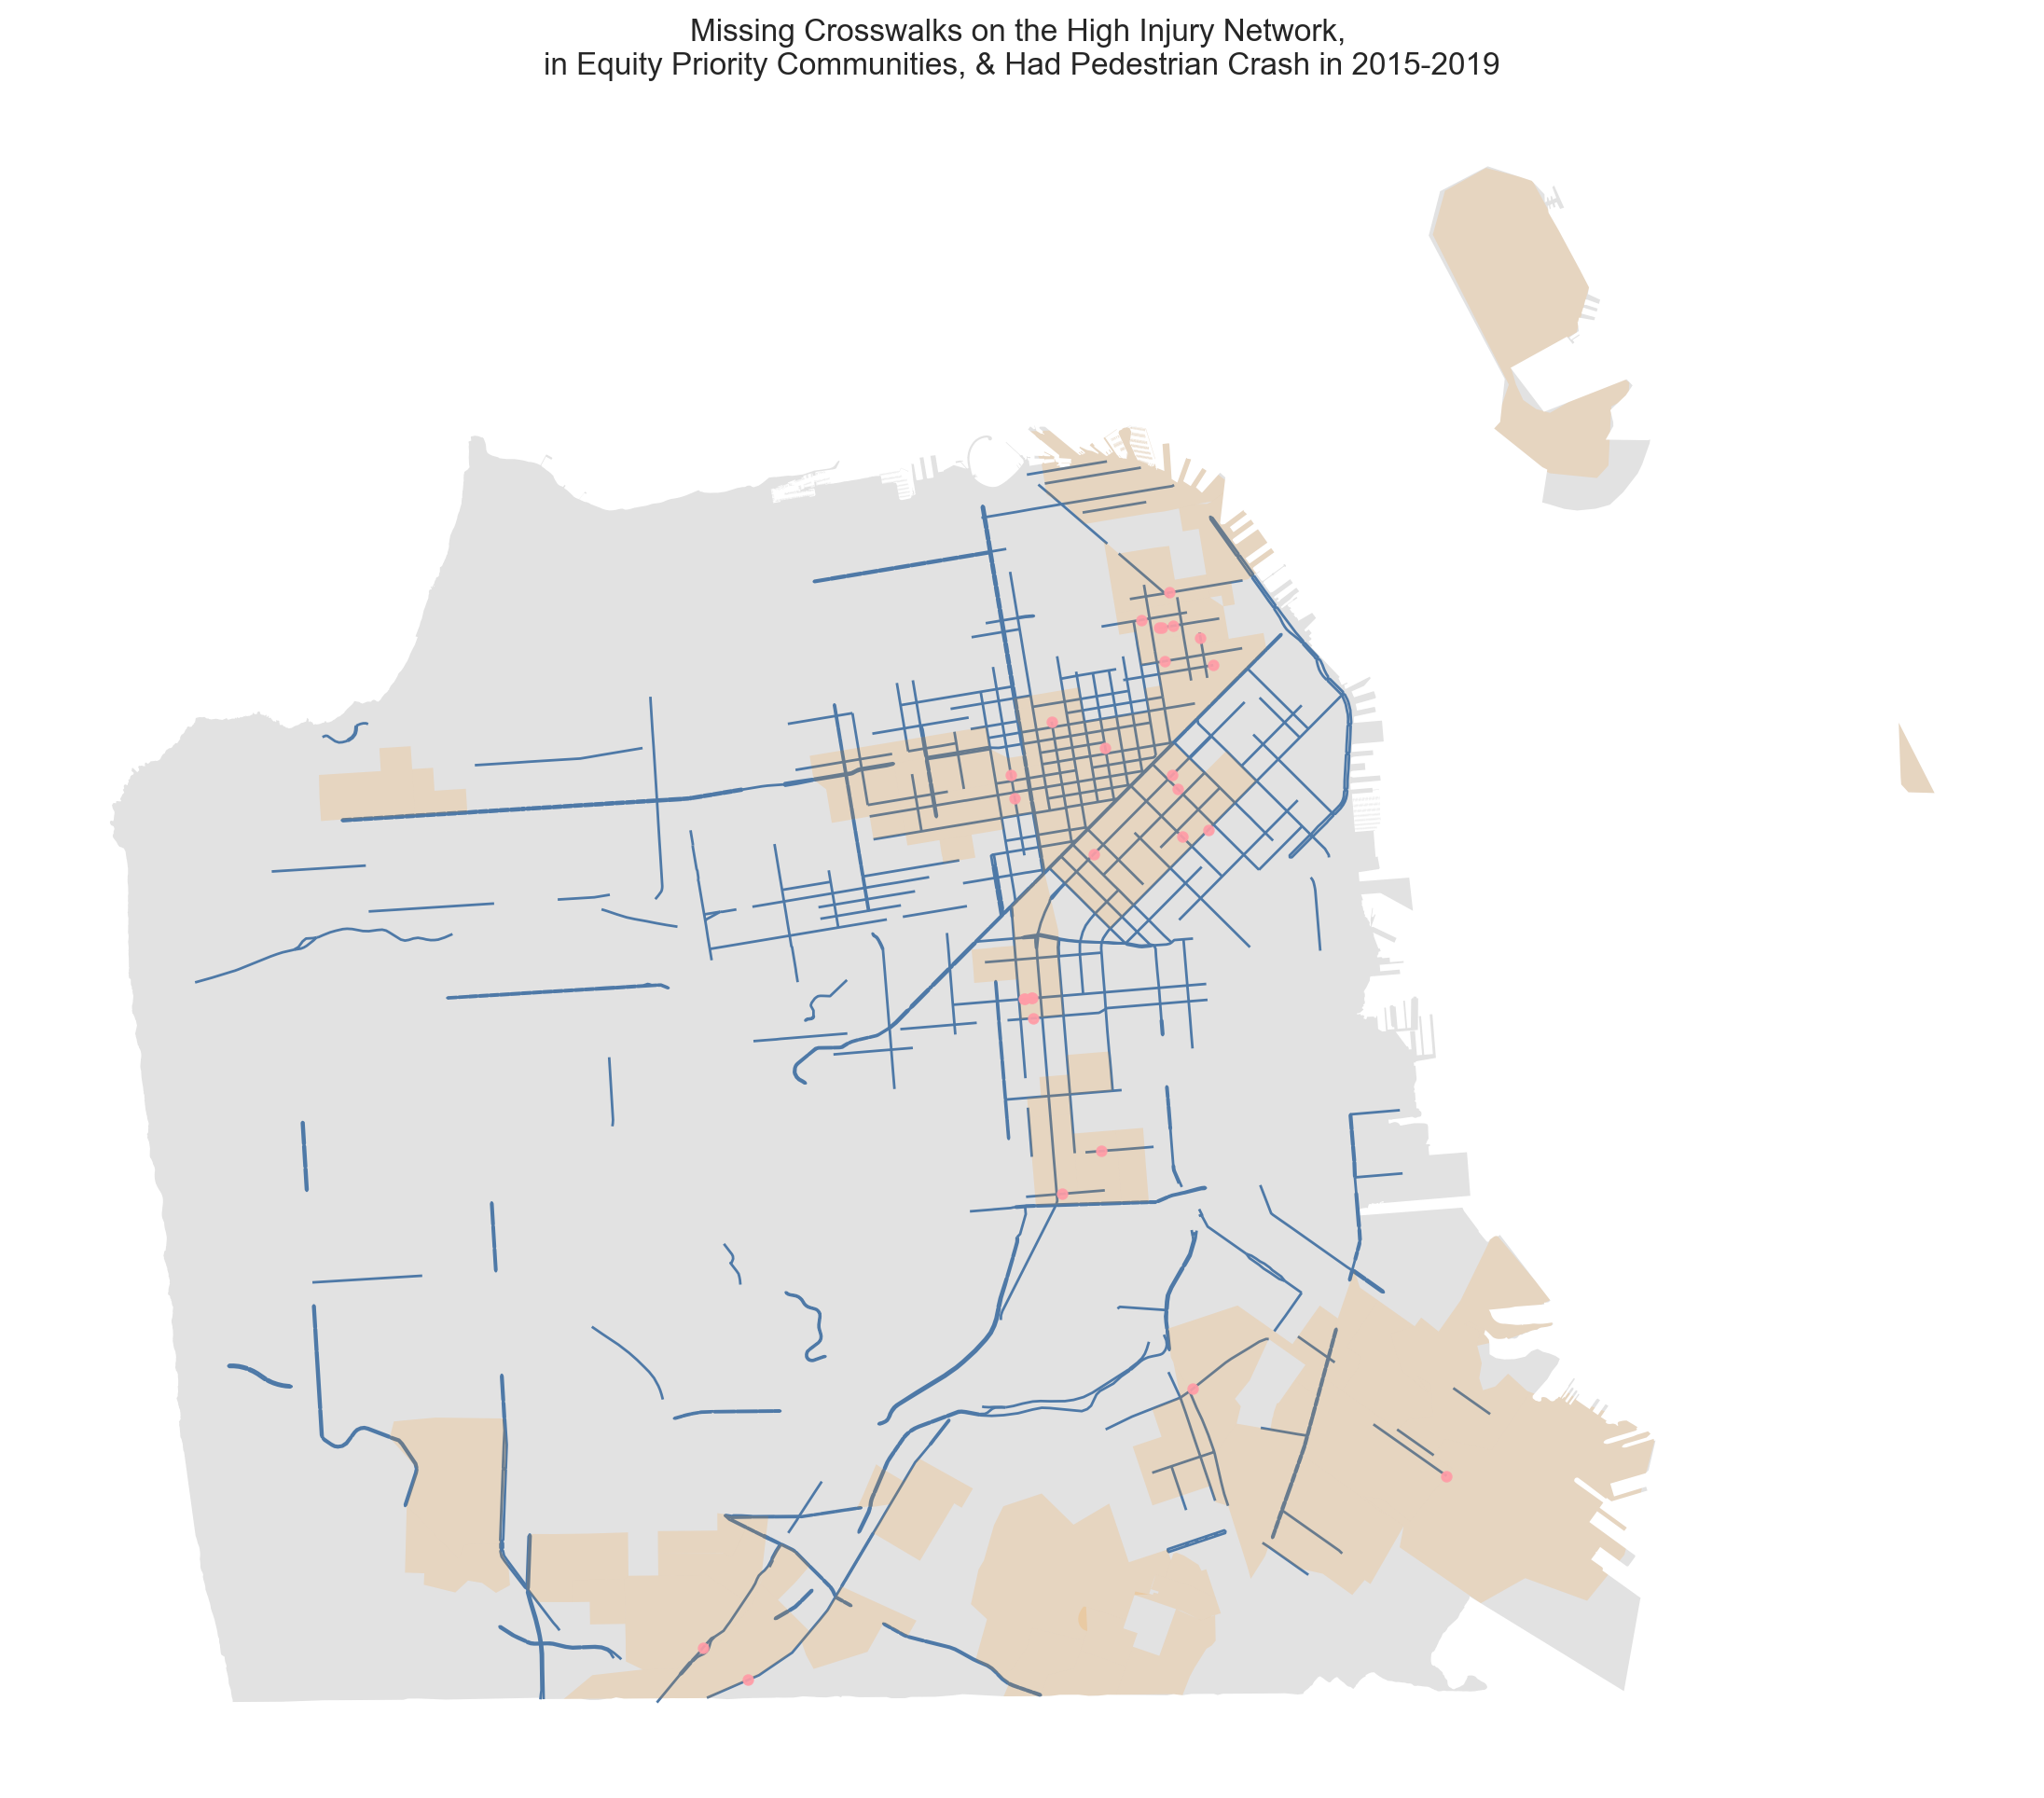 Missing Crosswalks on the High Injury Network,
in Equity Priority Communities, & Had Pedestrian Crash in 2015-2019